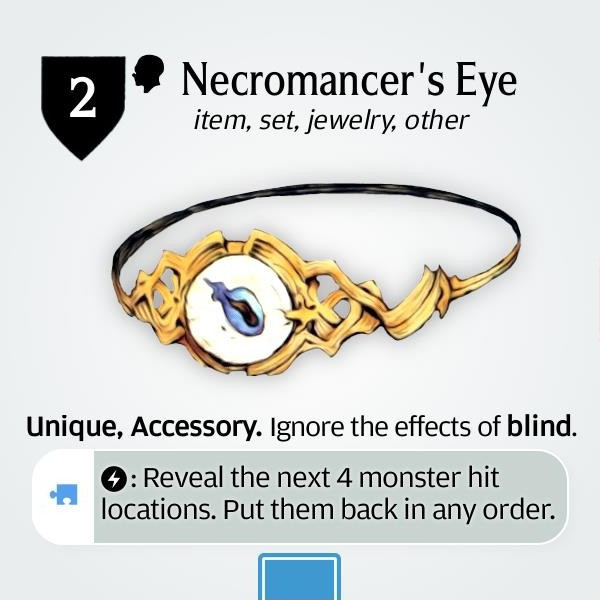 2
Necromancer's Eye
item, set, jewelry, other
Unique, Accessory. Ignore the effects of blind.
: Reveal the next 4 monster hit
locations. Put them back in any order.